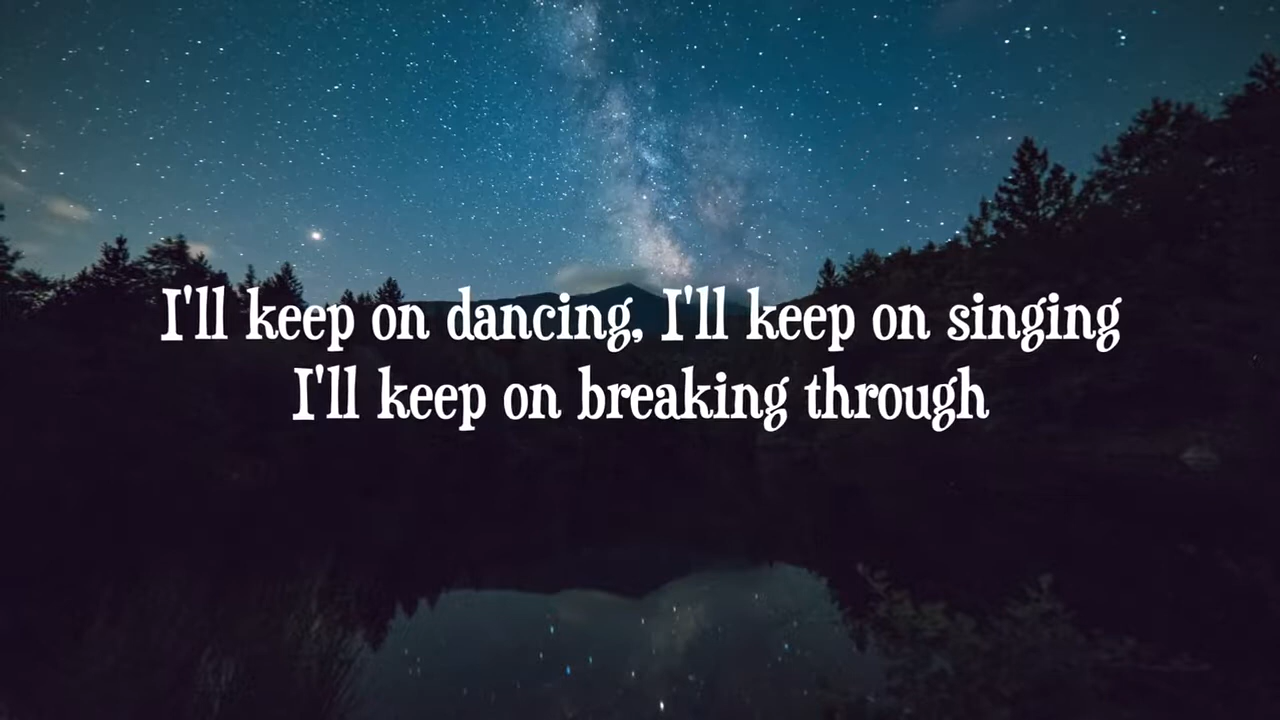 I'll keep on dancing, I'll keep on singing
I'll keep on breaking through